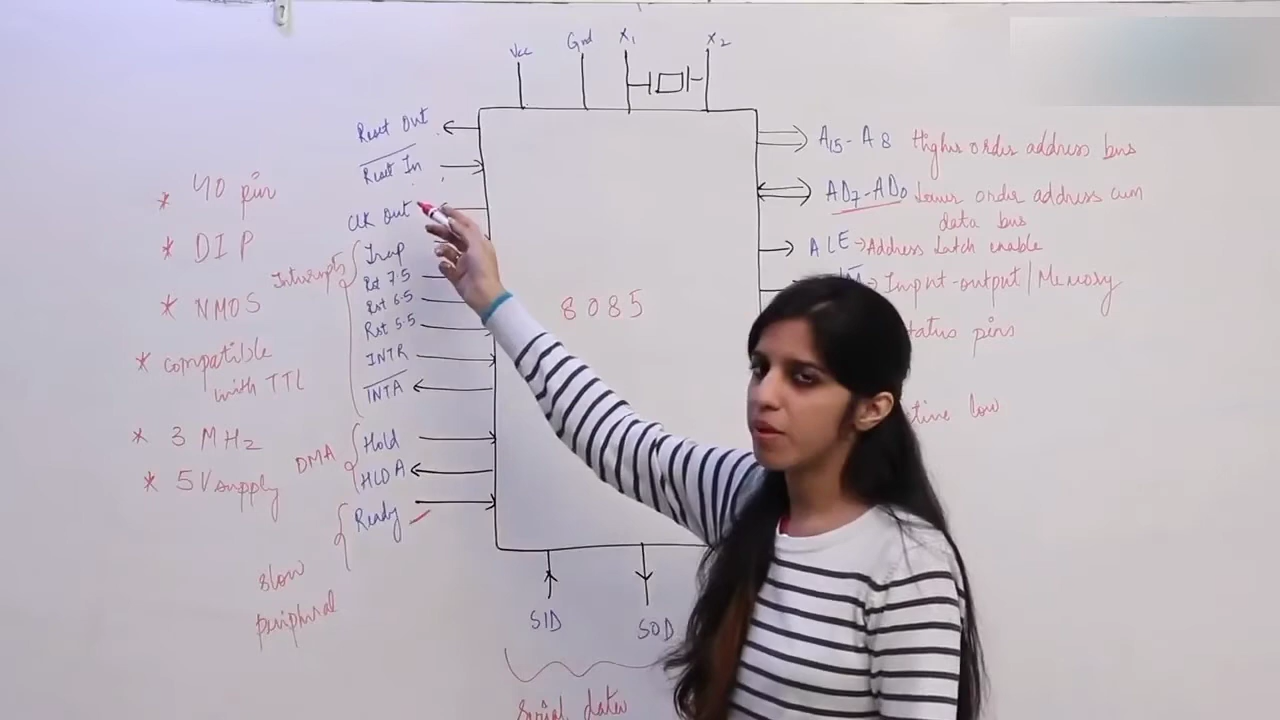 Vcc Gnd X1 X2
Reset Out
Reset In
Clk Out
Trap
Rst 7.5
Rst 6.5
Rst 5.5
INTR
INTA
Hold
HLDA
Ready
Interrupts
DMA
slow
peripheral
* 40 pin
* DIP
* NMOS
* compatible
with TTL
* 3 MHz
* 5V supply
8085
A15 - A8 Higher order address bus
AD7-AD0 Lower order address cum
data bus
ALE → Address Latch enable
Input-output/Memory
status pins
low
SID SOD
Serial